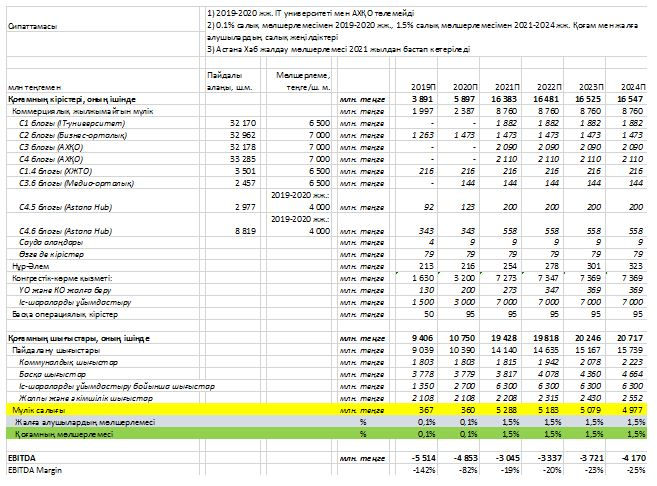 1) 2019-2020 жж. IT университеті мен АХҚО төлемейді
Сипаттамасы 2) 0.1% салық мөлшерлемесімен 2019-2020 жж., 1.5% салық мөлшерлемесімен 2021-2024 жж. Қоғам мен жалға алушылардың салық жеңілдіктері
3) Астана Хаб жалдау мөлшерлемесі 2021 жылдан бастап көтеріледі
млн теңгемен Пайдалы алаңы, ш.м. Мөлшерлеме, теңге/ш. м. 2019П 2020П 2021П 2022П 2023П 2024П
Қоғамның кірістері, оның ішінде млн. теңге 3 891 5 897 16 383 16 481 16 525 16 547
Коммерциялық жылжымайтын мүлік млн. теңге 1 997 2 387 8 760 8 760 8 760 8 760
С1 блогы (IT-университет) 32 170 6 500 млн. теңге - - 1 882 1 882 1 882 1 882
С2 блогы (Бизнес-орталық) 32 962 7 000 млн. теңге 1 263 1 473 1 473 1 473 1 473 1 473
С3 блогы (АХҚО) 32 178 7 000 млн. теңге - - 2 090 2 090 2 090 2 090
С4 блогы (АХҚО) 33 285 7 000 млн. теңге - - 2 110 2 110 2 110 2 110
С1.4 блогы (ХЖТО) 3 501 6 500 млн. теңге 216 216 216 216 216 216
С3.6 блогы (Медиа-орталық) 2 457 6 500 млн. теңге - 144 144 144 144 144
2019-2020 жж.:
С4.5 блогы (Astana Hub) 2 977 4 000 млн. теңге 92 123 200 200 200 200
2019-2020 жж.:
С4.6 блогы (Astana Hub) 8 819 4 000 млн. теңге 343 343 558 558 558 558
Сауда алаңдары млн. теңге 4 9 9 9 9 9
Өзге де кірістер млн. теңге 79 79 79 79 79 79
Нұр-Әлем млн. теңге 213 216 254 278 301 323
Конгрестік-көрме қызметі: млн. теңге 1 630 3 200 7 273 7 347 7 369 7 369
ҮО және КО жалға беру млн. теңге 130 200 273 347 369 369
Іс-шараларды ұйымдастыру млн. теңге 1 500 3 000 7 000 7 000 7 000 7 000
Басқа операциялық кірістер млн. теңге 50 95 95 95 95 95
Қоғамның шығыстары, оның ішінде млн. теңге 9 406 10 750 19 428 19 818 20 246 20 717
Пайдалану шығыстары млн. теңге 9 039 10 390 14 140 14 635 15 167 15 739
Коммуналдық шығыстар млн. теңге 1 803 1 803 1 815 1 942 2 078 2 223
Басқа шығыстар млн. теңге 3 778 3 779 3 817 4 078 4 360 4 664
Іс-шараларды ұйымдастыру бойынша шығыстар млн. теңге 1 350 2 700 6 300 6 300 6 300 6 300
Жалпы және әкімшілік шығыстар млн. теңге 2 108 2 108 2 208 2 315 2 430 2 552
Мүлік салығы млн. теңге 367 360 5 288 5 183 5 079 4 977
Жалға алушылардың мөлшерлемесі % 0,1% 0,1% 1,5% 1,5% 1,5% 1,5%
Қоғамның мөлшерлемесі % 0,1% 0,1% 1,5% 1,5% 1,5% 1,5%
EBITDA млн. теңге -5 514 -4 853 -3 045 -3 337 -3 721 -4 170
EBITDA Margin -142% -82% -19% -20% -23% -25%